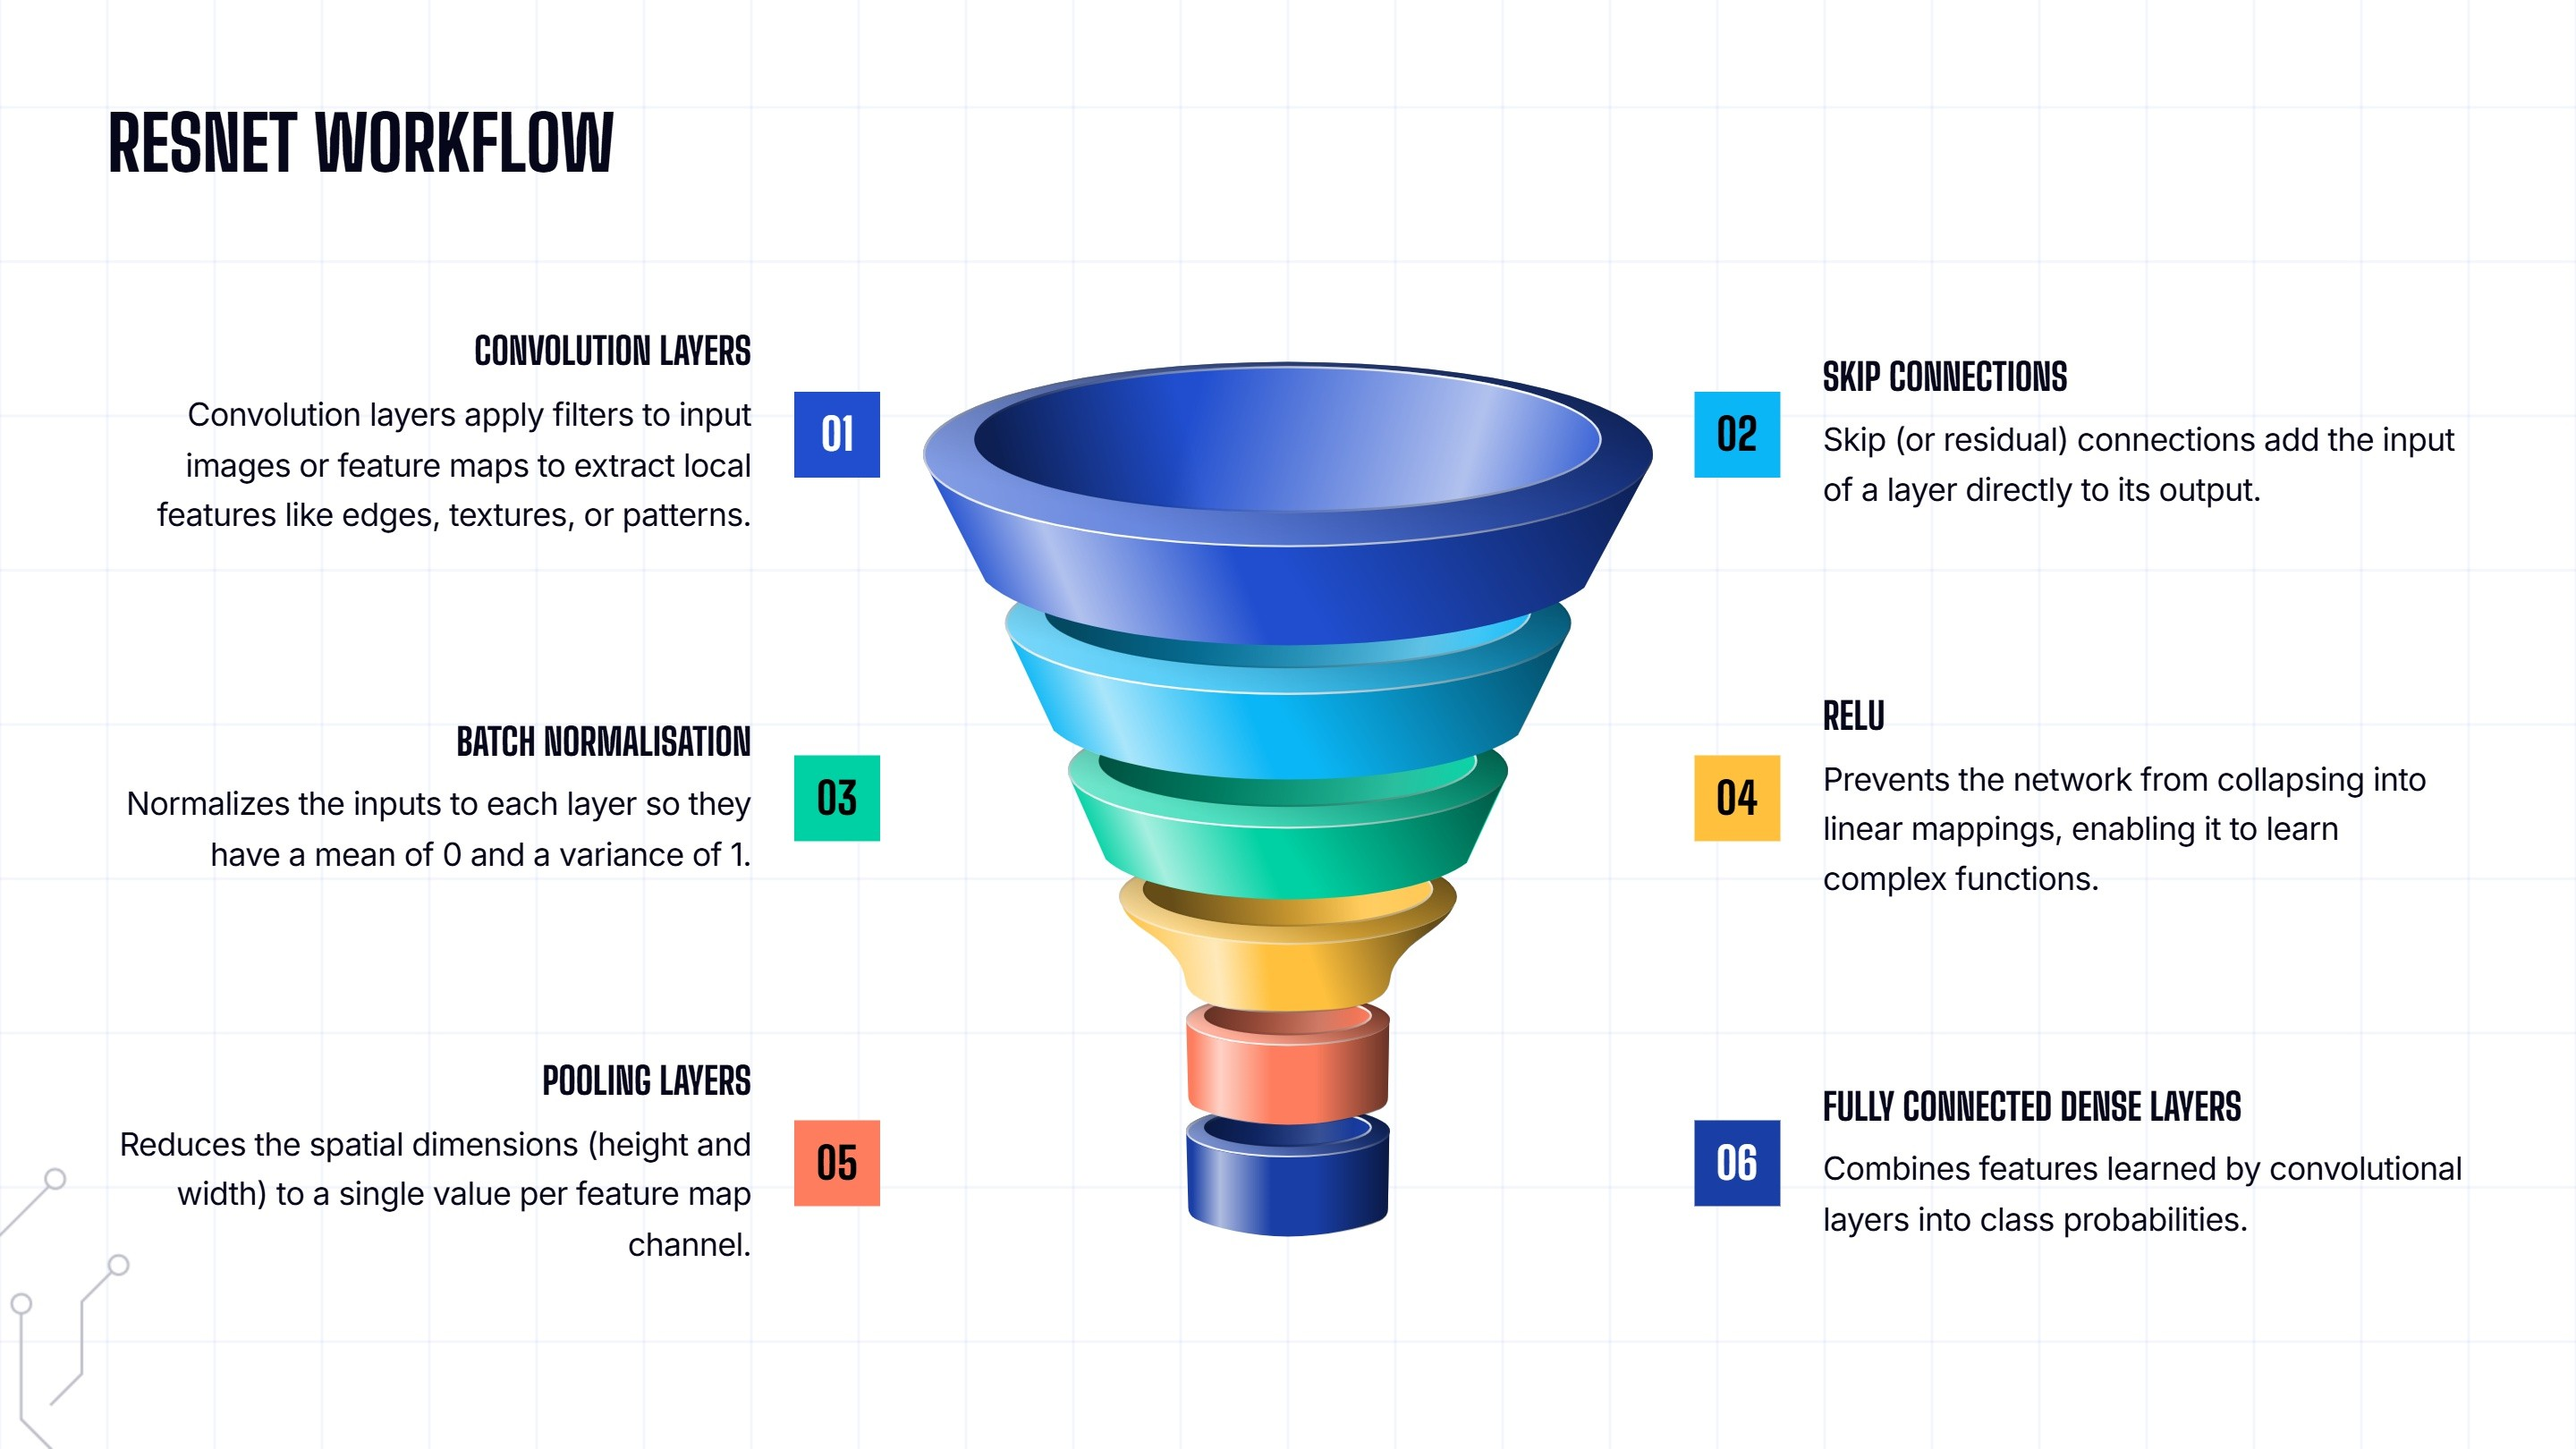 RESNET WORKFLOW
CONVOLUTION LAYERS
Convolution layers apply filters to input
images or feature maps to extract local
features like edges, textures, or patterns.
01
02
SKIP CONNECTIONS
Skip (or residual) connections add the input
of a layer directly to its output.
BATCH NORMALISATION
Normalizes the inputs to each layer so they
have a mean of 0 and a variance of 1.
03
04
RELU
Prevents the network from collapsing into
linear mappings, enabling it to learn
complex functions.
POOLING LAYERS
Reduces the spatial dimensions (height and
width) to a single value per feature map
channel.
05
06
FULLY CONNECTED DENSE LAYERS
Combines features learned by convolutional
layers into class probabilities.